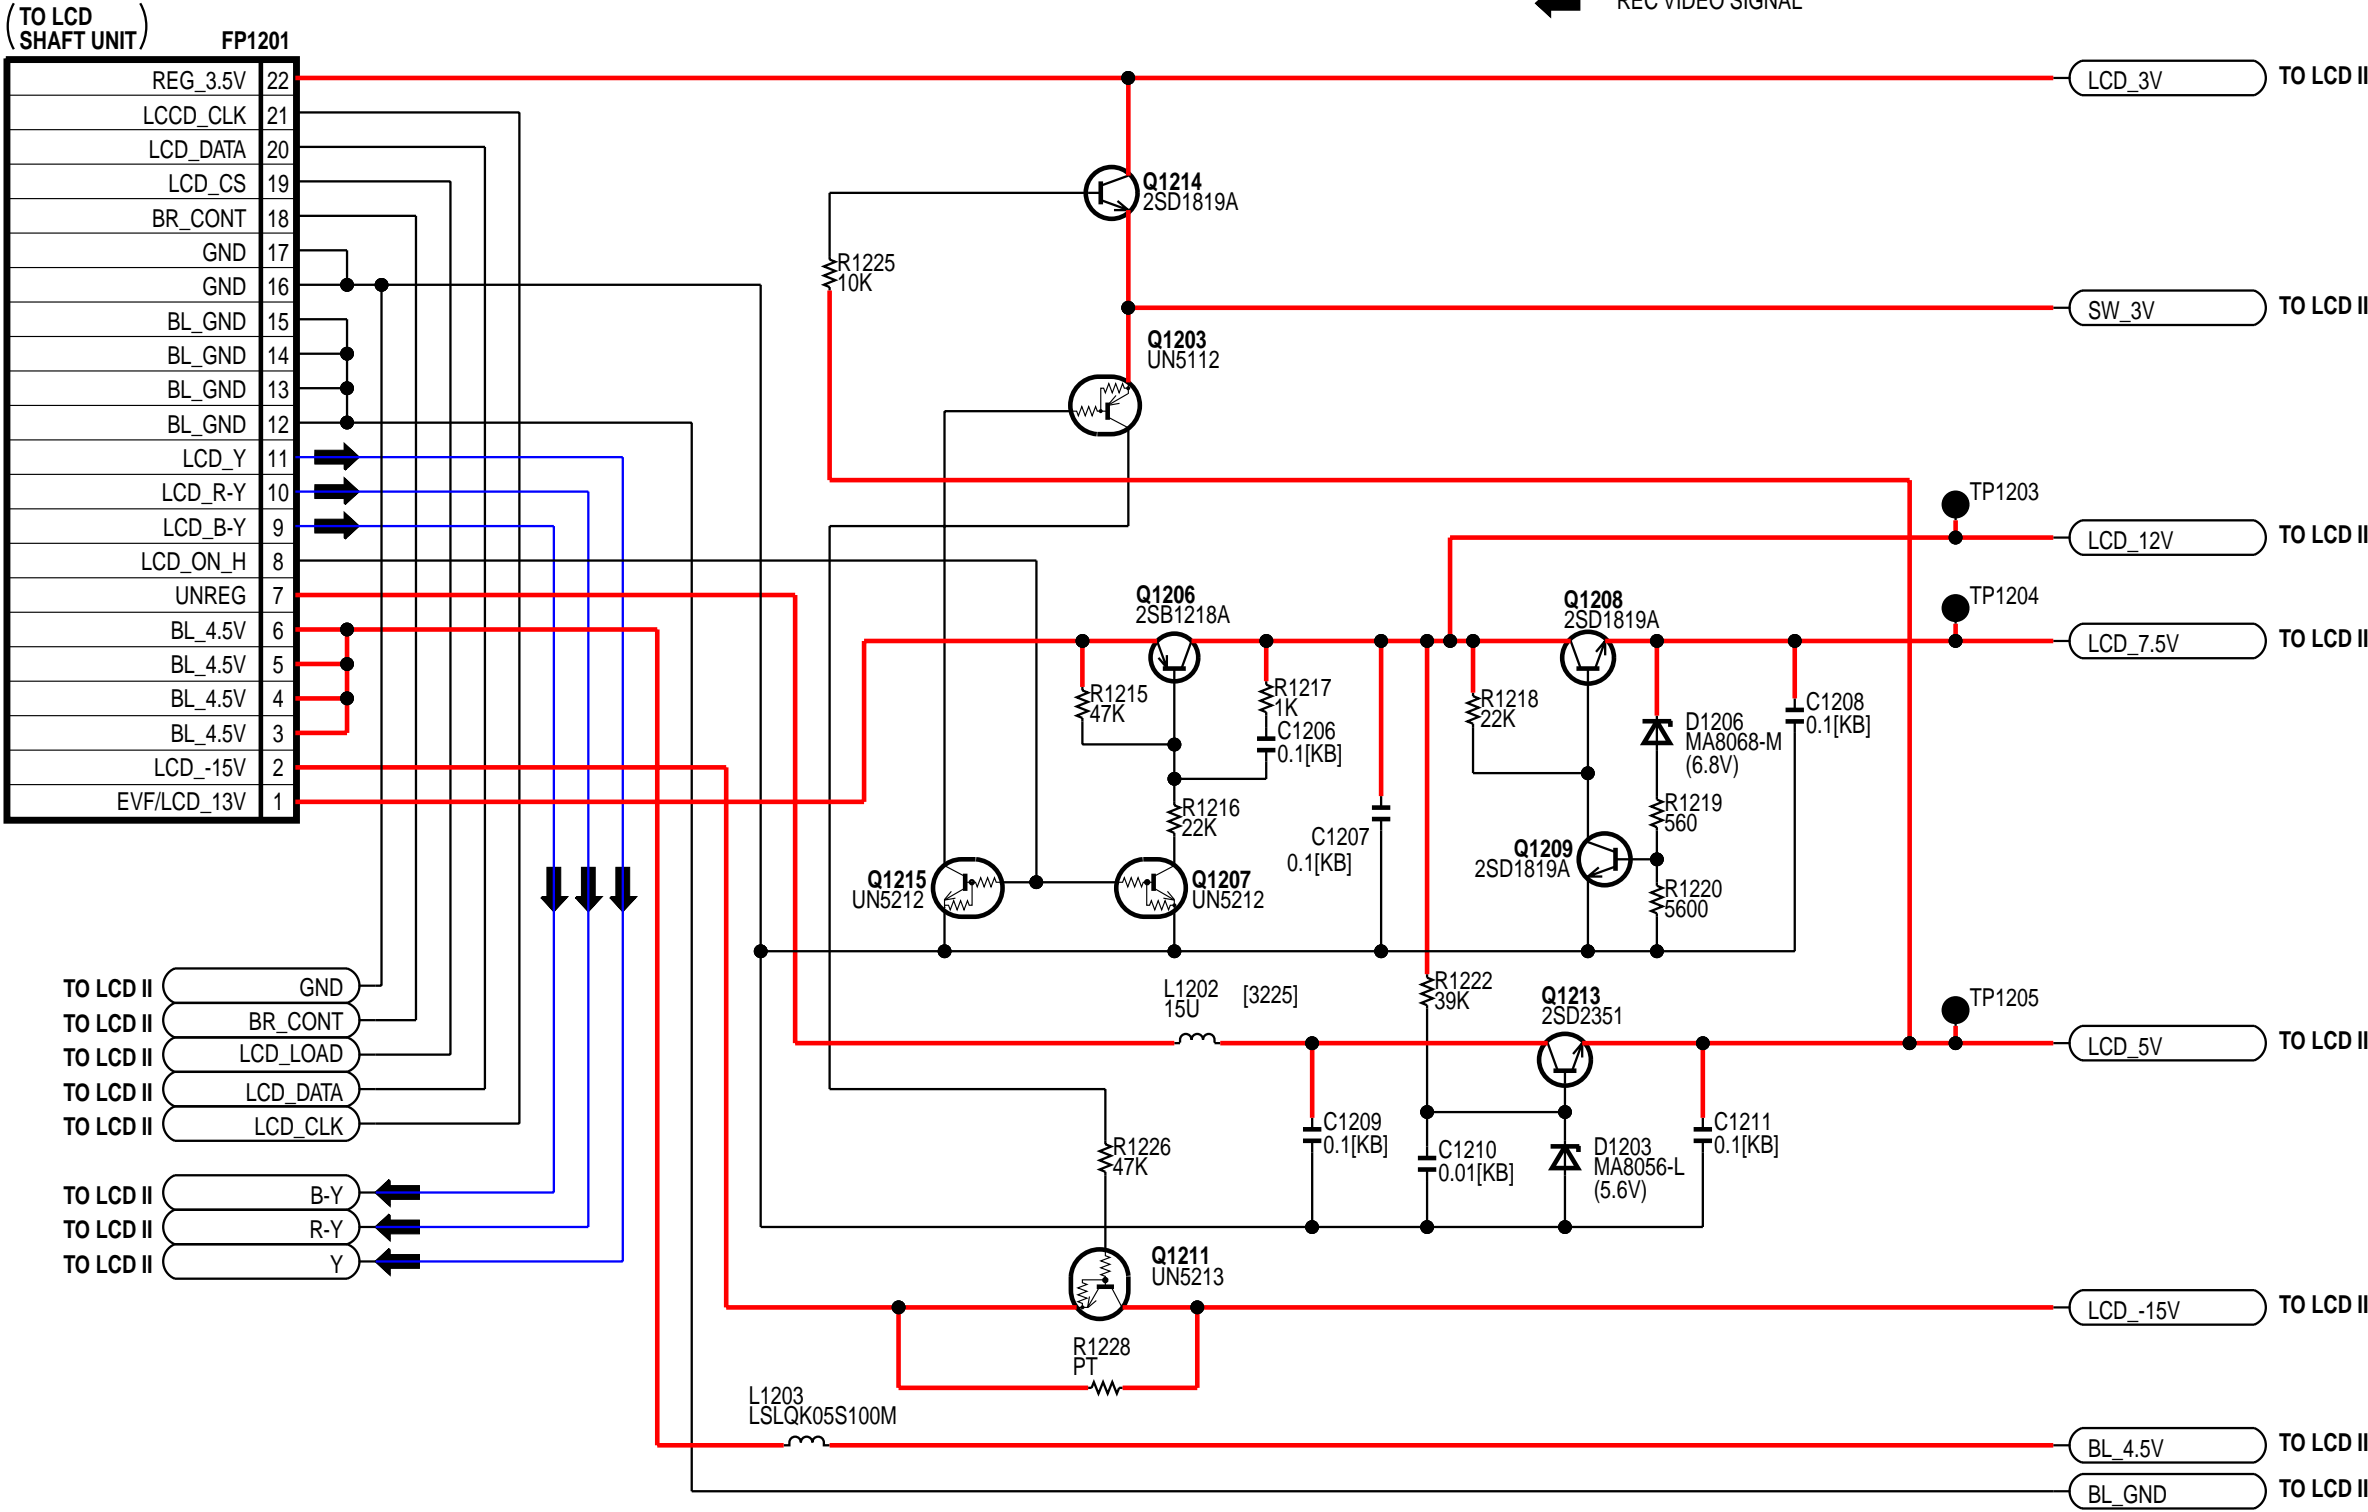 REC VIDEO SIGNAL
TO LCD
SHAFT UNIT
FP1201
REG_3.5V 22
LCCD_CLK 21
LCD_DATA 20
LCD_CS 19
BR_CONT 18
GND 17
GND 16
BL_GND 15
BL_GND 14
BL_GND 13
BL_GND 12
LCD_Y 11
LCD_R-Y 10
LCD_B-Y 9
LCD_ON_H 8
UNREG 7
BL_4.5V 6
BL_4.5V 5
BL_4.5V 4
BL_4.5V 3
LCD_-15V 2
EVF/LCD_13V 1
TO LCD II GND
TO LCD II BR_CONT
TO LCD II LCD_LOAD
TO LCD II LCD_DATA
TO LCD II LCD_CLK
TO LCD II B-Y
TO LCD II R-Y
TO LCD II Y
Q1214
2SD1819A
R1225
10K
Q1203
UN5112
Q1206
2SB1218A
R1215
47K
R1217
1K
C1206
0.1[KB]
R1216
22K
Q1215
UN5212
Q1207
UN5212
C1207
0.1[KB]
Q1208
2SD1819A
R1218
22K
D1206
MA8068-M
(6.8V)
C1208
0.1[KB]
R1219
560
Q1209
2SD1819A
R1220
5600
L1202
15U
[3225]
R1222
39K
Q1213
2SD2351
C1209
0.1[KB]
C1210
0.01[KB]
D1203
MA8056-L
(5.6V)
C1211
0.1[KB]
R1226
47K
Q1211
UN5213
R1228
PT
L1203
LSLQK05S100M
LCD_3V TO LCD II
SW_3V TO LCD II
TP1203
LCD_12V TO LCD II
TP1204
LCD_7.5V TO LCD II
TP1205
LCD_5V TO LCD II
LCD_-15V TO LCD II
BL_4.5V TO LCD II
BL_GND TO LCD II